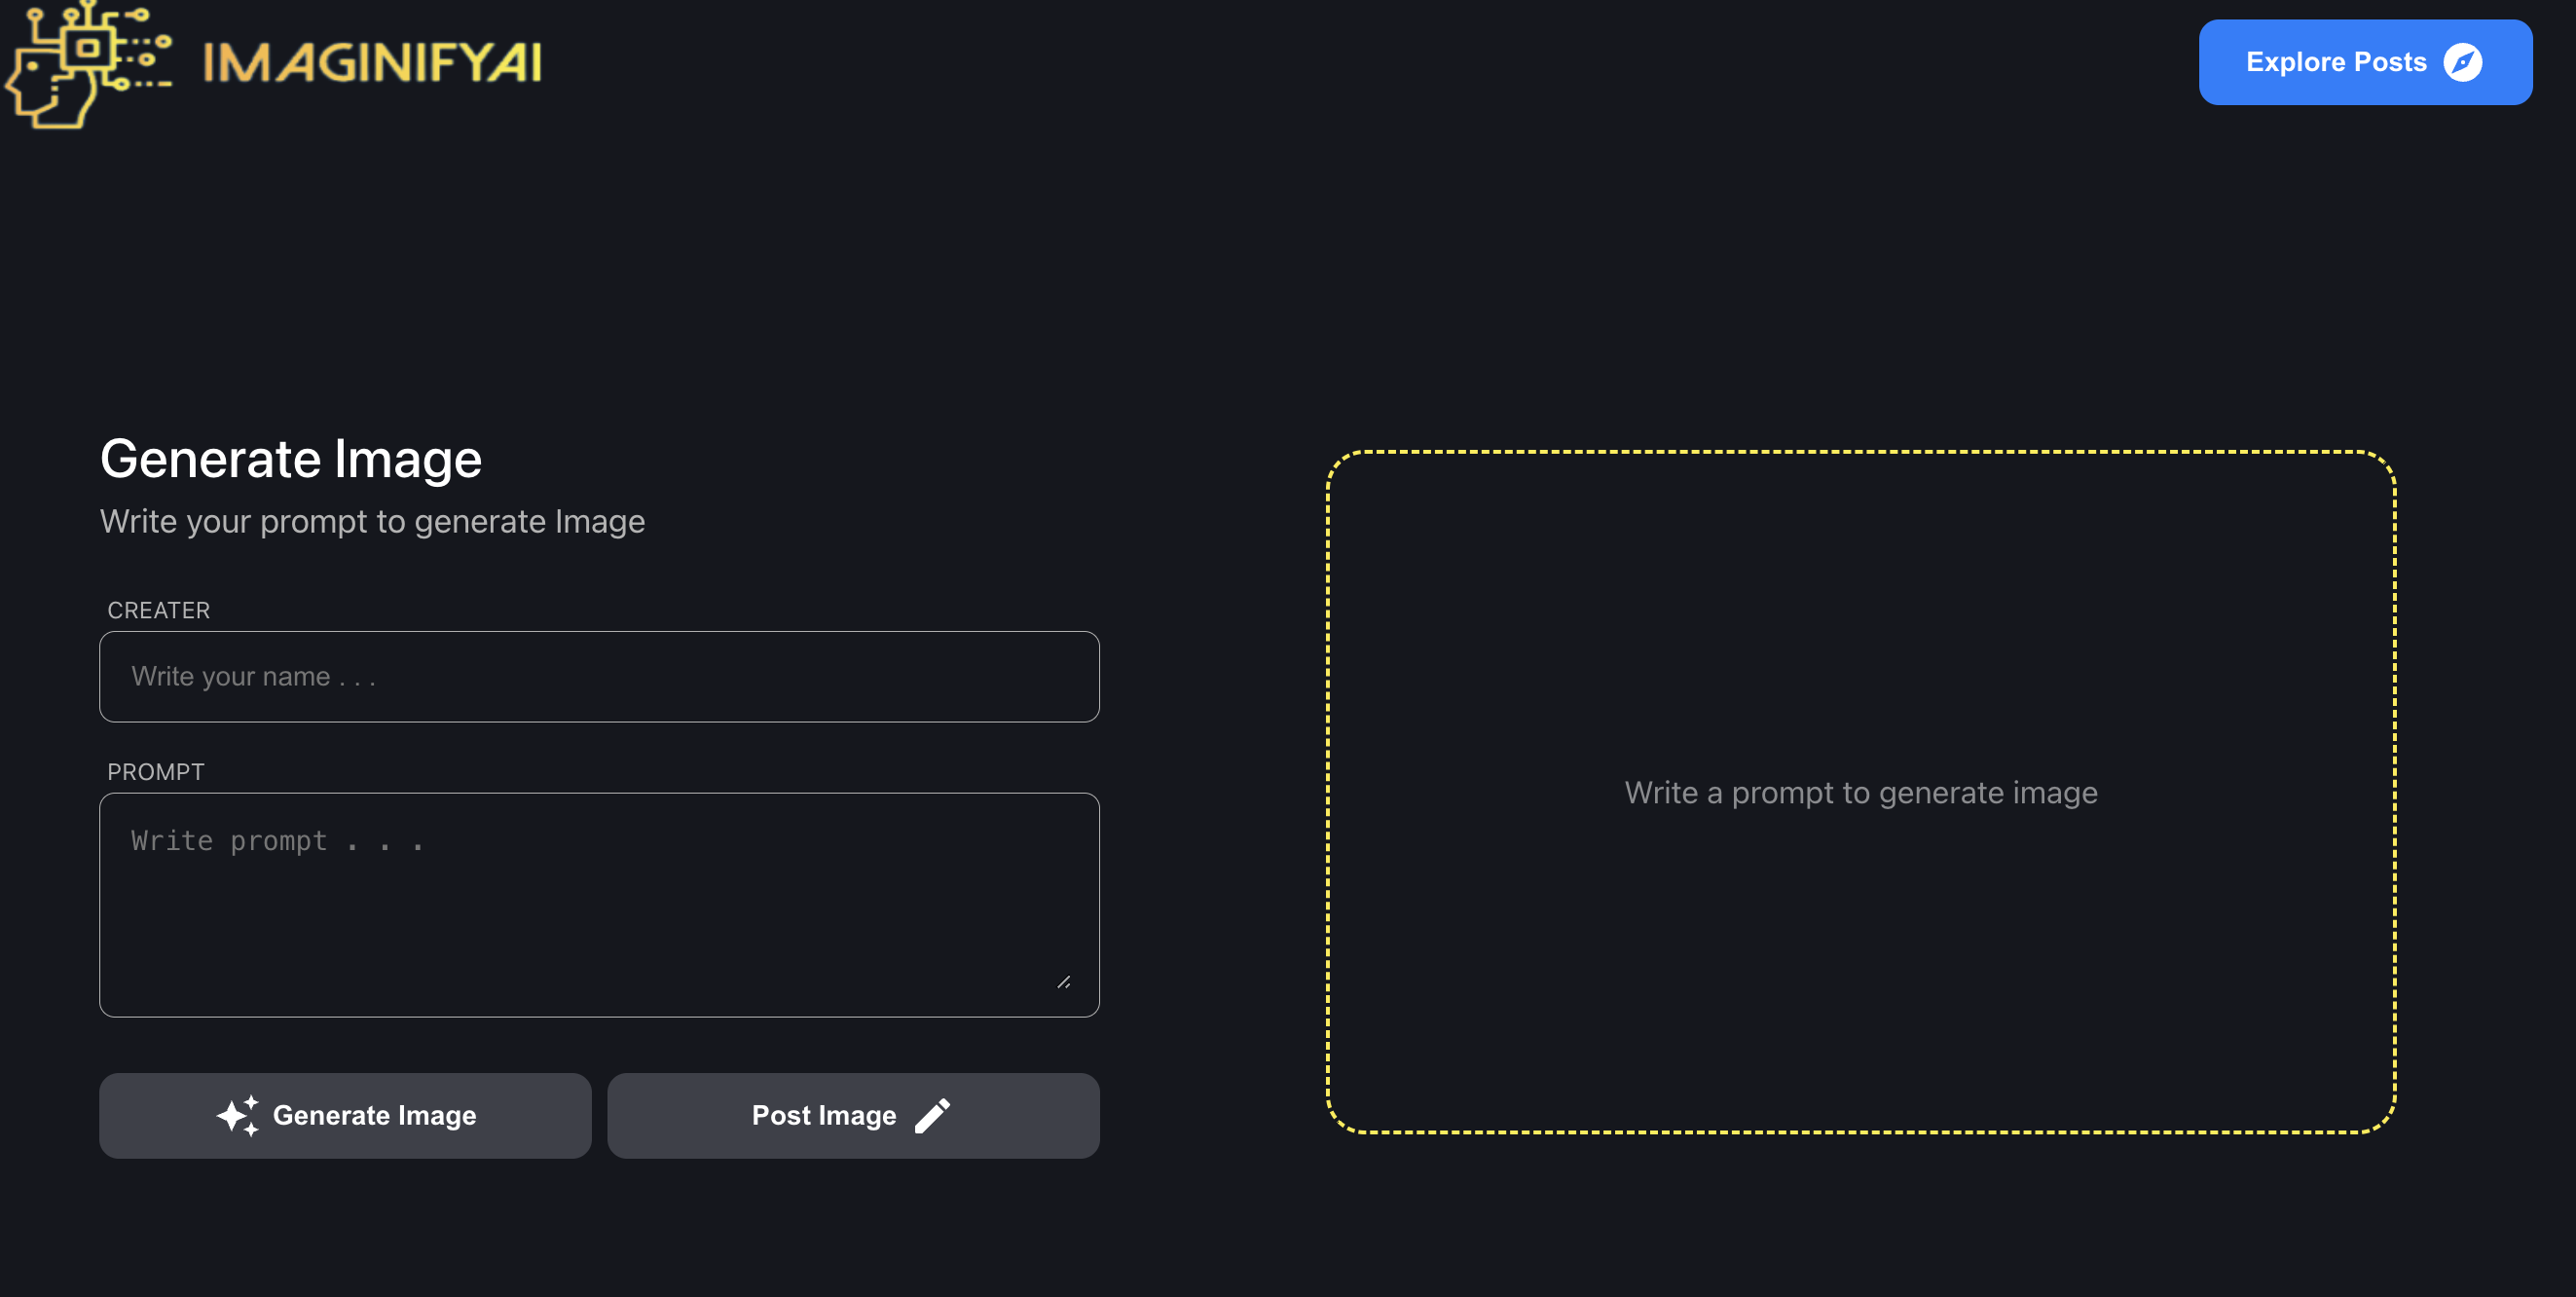 IMAGINIFYAI
Explore Posts
Generate Image
Write your prompt to generate Image
CREATER
Write your name . . .
PROMPT
Write prompt . . .
Generate Image
Post Image
Write a prompt to generate image